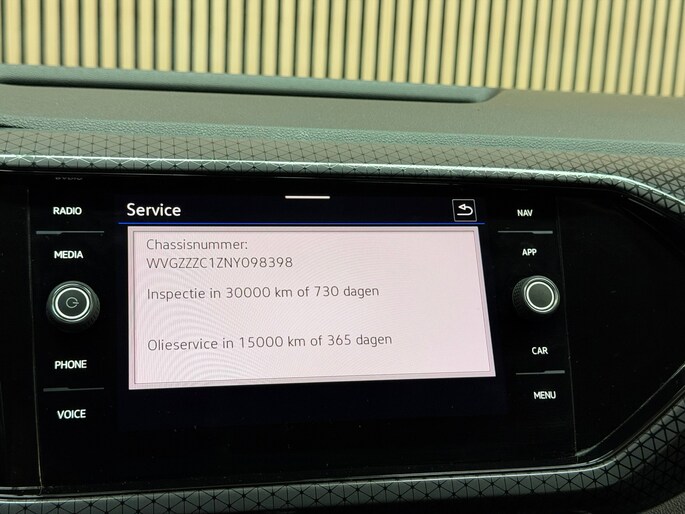 RADIO
MEDIA
PHONE
VOICE
Service
Chassisnummer:
WVGZZZC1ZNY098398
Inspectie in 30000 km of 730 dagen
Olieservice in 15000 km of 365 dagen
NAV
APP
CAR
MENU